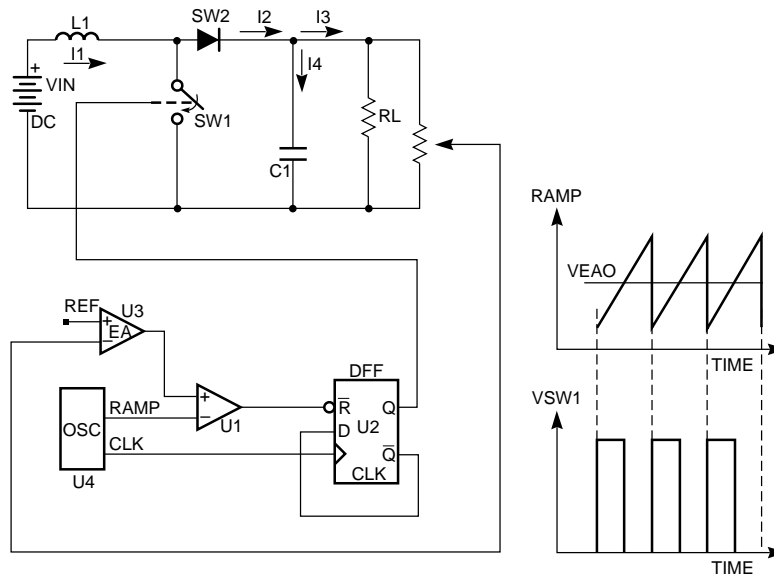 L1
SW2
I2
I3
I1
I4
+
VIN
DC
SW1
RL
C1
RAMP
VEAO
TIME
REF
U3
+
EA
−
DFF
+
−
U1
R
Q
D
U2
Q
CLK
OSC
RAMP
CLK
U4
VSW1
TIME